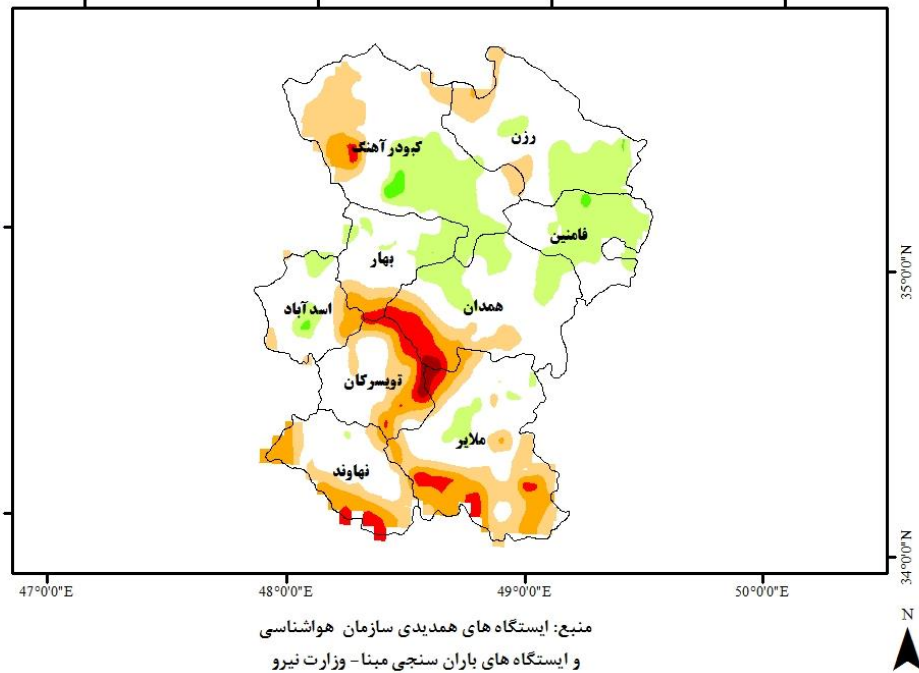 رزن
کبودرآهنگ
فامنین
بهار
همدان
اسدآباد
تویسرکان
ملایر
نهاوند
35°0'0"N
34°0'0"N
47°0'0"E
48°0'0"E
49°0'0"E
50°0'0"E
N
منبع: ایستگاه های همدیدی سازمان هواشناسی
و ایستگاه های باران سنجی مبنا- وزارت نیرو